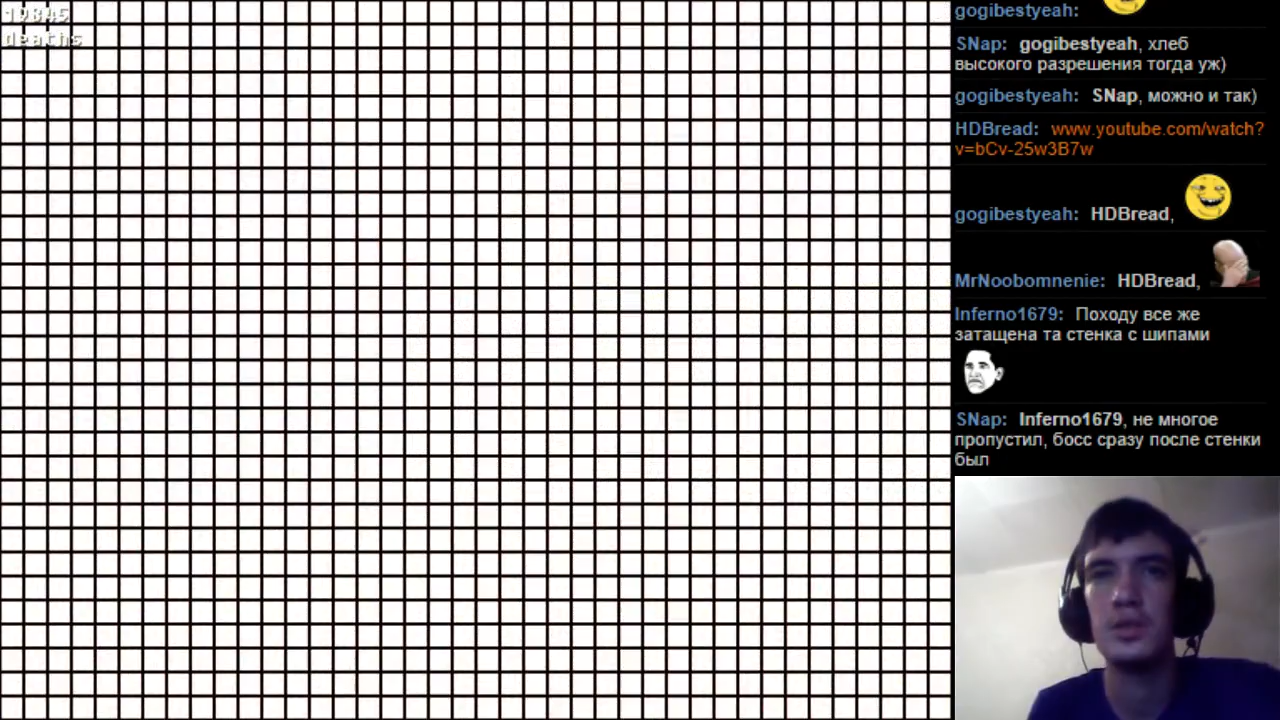 19845
deaths
gogibestyeah:
SNap: gogibestyeah, хлеб
высокого разрешения тогда уж)
gogibestyeah: SNap, можно и так)
HDBread: www.youtube.com/watch?
v=bCv-25w3B7w
gogibestyeah: HDBread,
MrNoobomnenie: HDBread,
Inferno1679: Походу все же
затащена та стенка с шипами
SNap: Inferno1679, не многое
пропустил, босс сразу после стенки
был